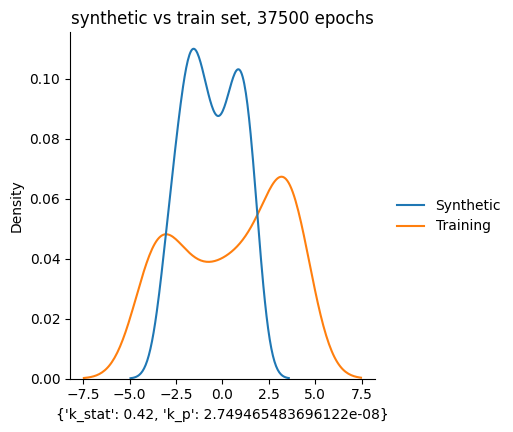 synthetic vs train set, 37500 epochs
Density
0.10
0.08
0.06
0.04
0.02
0.00
−7.5 −5.0 −2.5 0.0 2.5 5.0 7.5
{'k_stat': 0.42, 'k_p': 2.749465483696122e-08}
Synthetic
Training